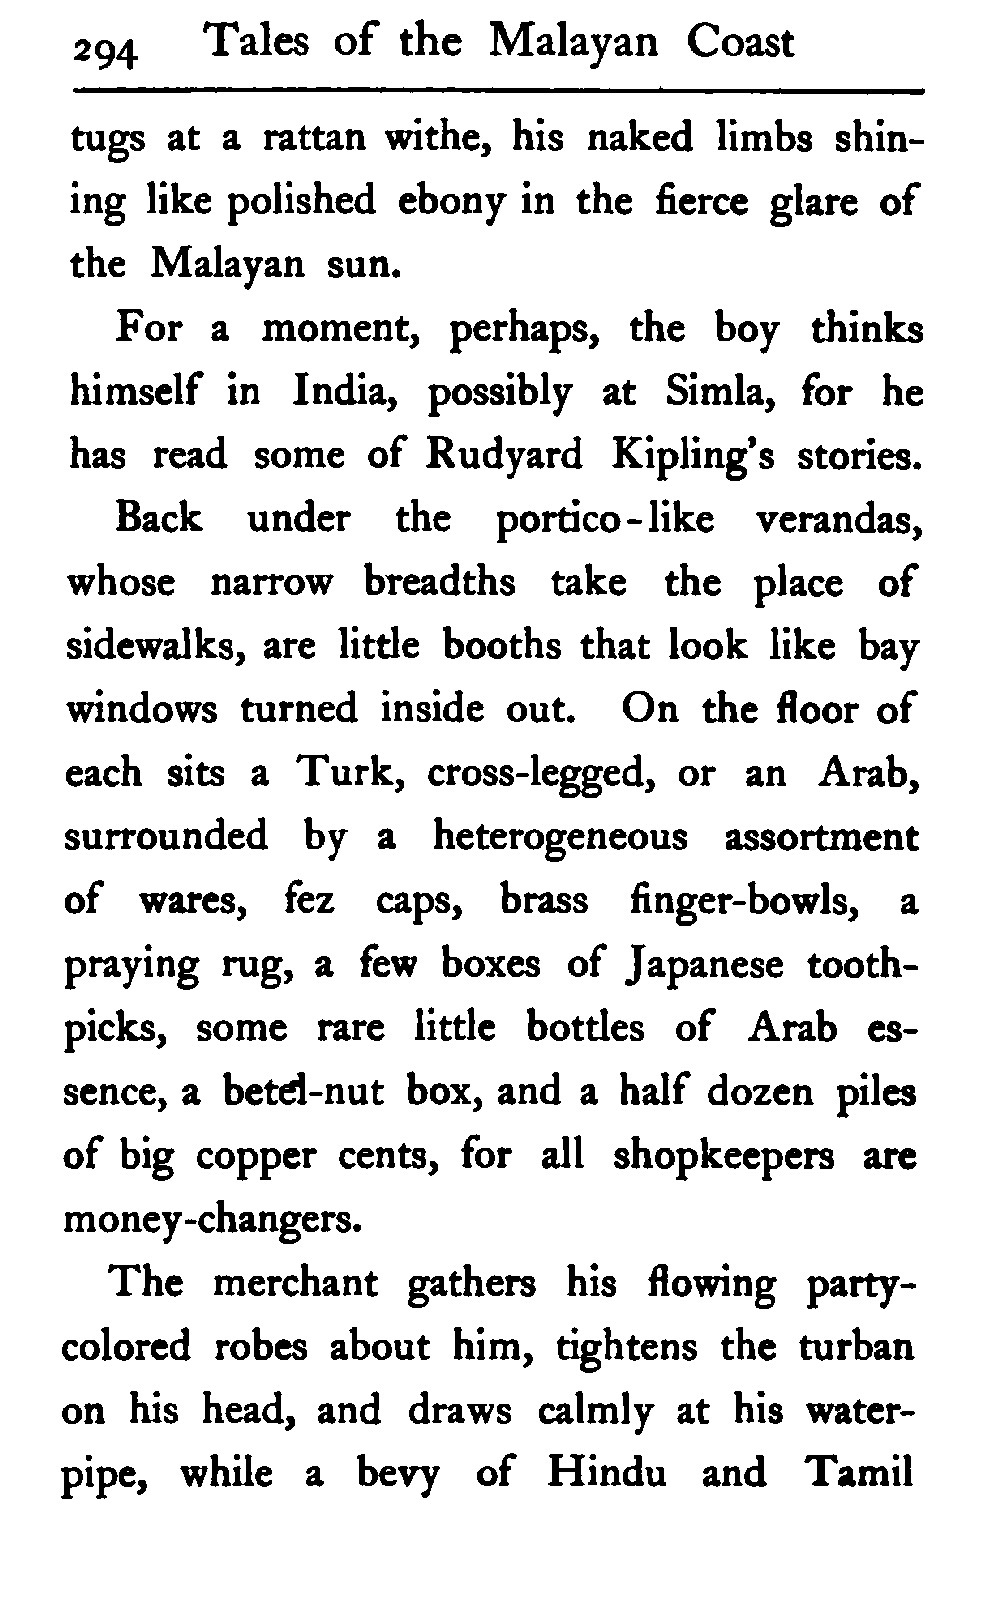 294 Tales of the Malayan Coast
tugs at a rattan withe, his naked limbs shin-
ing like polished ebony in the fierce glare of
the Malayan sun.
For a moment, perhaps, the boy thinks
himself in India, possibly at Simla, for he
has read some of Rudyard Kipling's stories.
Back under the portico-like verandas,
whose narrow breadths take the place of
sidewalks, are little booths that look like bay
windows turned inside out. On the floor of
each sits a Turk, cross-legged, or an Arab,
surrounded by a heterogeneous assortment
of wares, fez caps, brass finger-bowls, a
praying rug, a few boxes of Japanese tooth-
picks, some rare little bottles of Arab es-
sence, a betel-nut box, and a half dozen piles
of big copper cents, for all shopkeepers are
money-changers.
The merchant gathers his flowing party-
colored robes about him, tightens the turban
on his head, and draws calmly at his water-
pipe, while a bevy of Hindu and Tamil